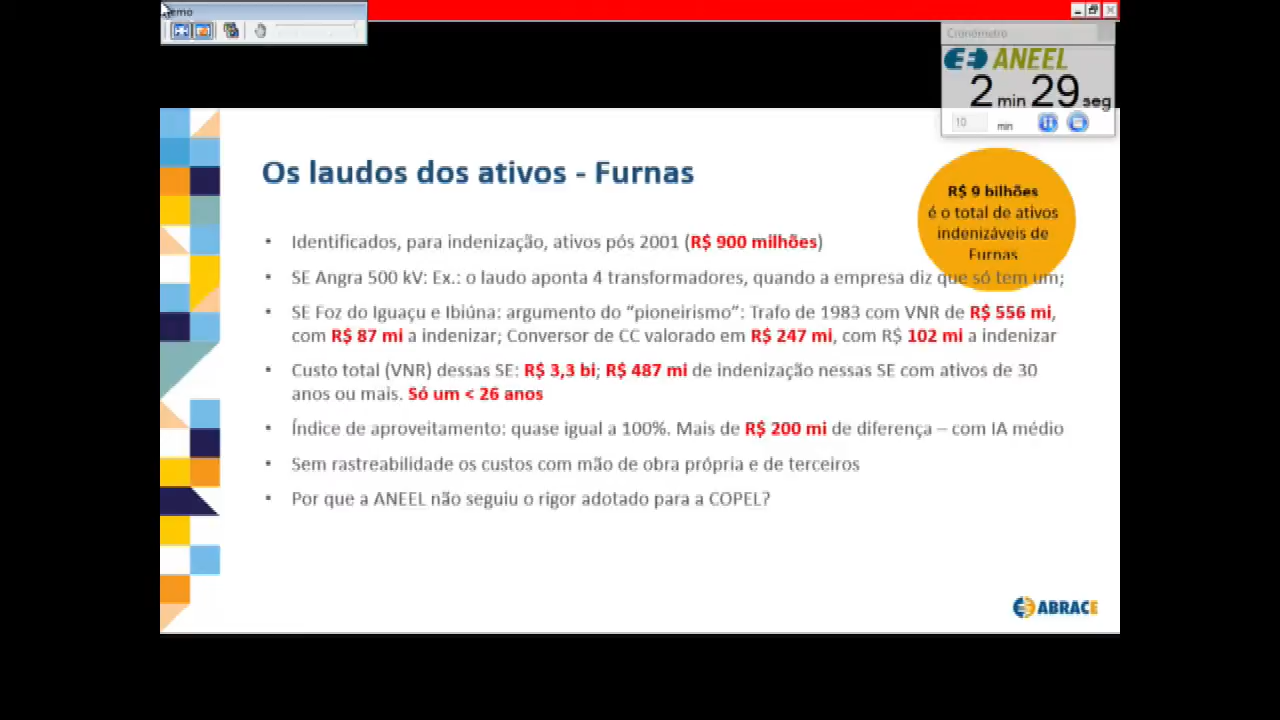 emo
Cronômetro
ANEEL
2 min 29 seg
10 min
Os laudos dos ativos - Furnas
R$ 9 bilhões
é o total de ativos
indenizáveis de
Furnas
• Identificados, para indenização, ativos pós 2001 (R$ 900 milhões)
• SE Angra 500 kV: Ex.: o laudo aponta 4 transformadores, quando a empresa diz que só tem um;
• SE Foz do Iguaçu e Ibiúna: argumento do "pioneirismo": Trafo de 1983 com VNR de R$ 556 mi,
com R$ 87 mi a indenizar; Conversor de CC valorado em R$ 247 mi, com R$ 102 mi a indenizar
• Custo total (VNR) dessas SE: R$ 3,3 bi; R$ 487 mi de indenização nessas SE com ativos de 30
anos ou mais. Só um < 26 anos
• Índice de aproveitamento: quase igual a 100%. Mais de R$ 200 mi de diferença – com IA médio
• Sem rastreabilidade os custos com mão de obra própria e de terceiros
• Por que a ANEEL não seguiu o rigor adotado para a COPEL?
ABRACE